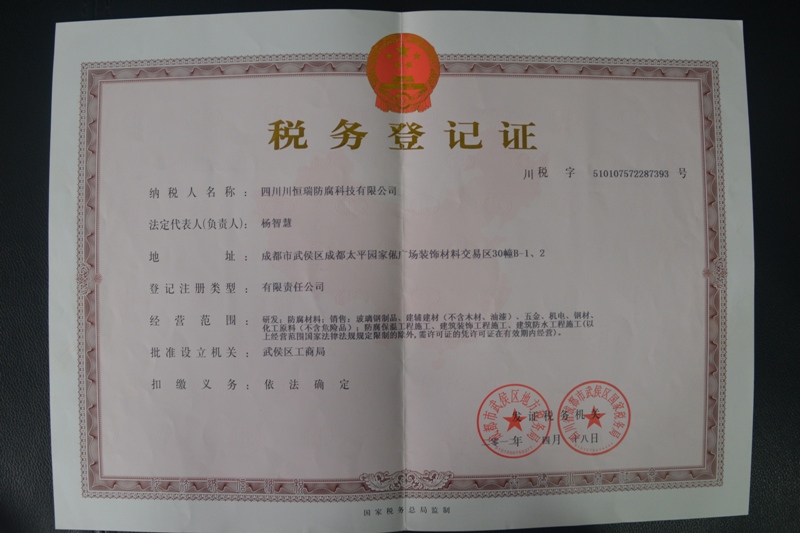 税务登记证
川税 字 510107572287393 号
纳税人名称： 四川川恒瑞防腐科技有限公司
法定代表人(负责人)： 杨智慧
地 址： 成都市武侯区成都太平园家俬广场装饰材料交易区30幢B-1、2
登记注册类型： 有限责任公司
经营范围： 研发：防腐材料；销售：玻璃钢制品、建辅建材（不含木材、油漆）、五金、机电、钢材、
化工原料（不含危险品）；防腐保温工程施工、建筑装饰工程施工、建筑防水工程施工(以
上经营范围国家法律法规规定限制的除外,需许可证的凭许可证在有效期内经营)。
批准设立机关： 武侯区工商局
扣缴义务： 依法确定
发证税务机关
零一 年 四月 十八日
国家税务总局监制